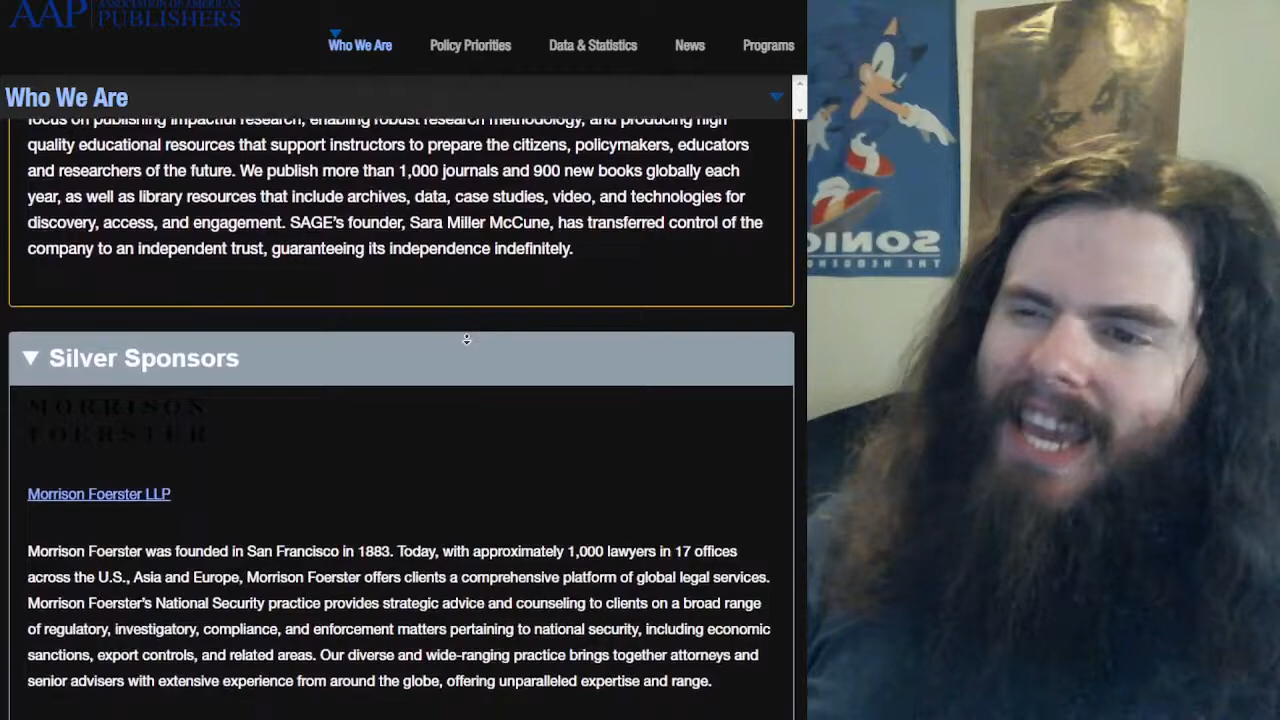 AAP ASSOCIATION OF AMERICAN
PUBLISHERS
Who We Are Policy Priorities Data & Statistics News Programs
Who We Are
focus on publishing impactful research, enabling robust research methodology, and producing high
quality educational resources that support instructors to prepare the citizens, policymakers, educators
and researchers of the future. We publish more than 1,000 journals and 900 new books globally each
year, as well as library resources that include archives, data, case studies, video, and technologies for
discovery, access, and engagement. SAGE’s founder, Sara Miller McCune, has transferred control of the
company to an independent trust, guaranteeing its independence indefinitely.
Silver Sponsors
MORRISON
FOERSTER
Morrison Foerster LLP
Morrison Foerster was founded in San Francisco in 1883. Today, with approximately 1,000 lawyers in 17 offices
across the U.S., Asia and Europe, Morrison Foerster offers clients a comprehensive platform of global legal services.
Morrison Foerster’s National Security practice provides strategic advice and counseling to clients on a broad range
of regulatory, investigatory, compliance, and enforcement matters pertaining to national security, including economic
sanctions, export controls, and related areas. Our diverse and wide-ranging practice brings together attorneys and
senior advisers with extensive experience from around the globe, offering unparalleled expertise and range.
SONIC
THE HEDGEHOG